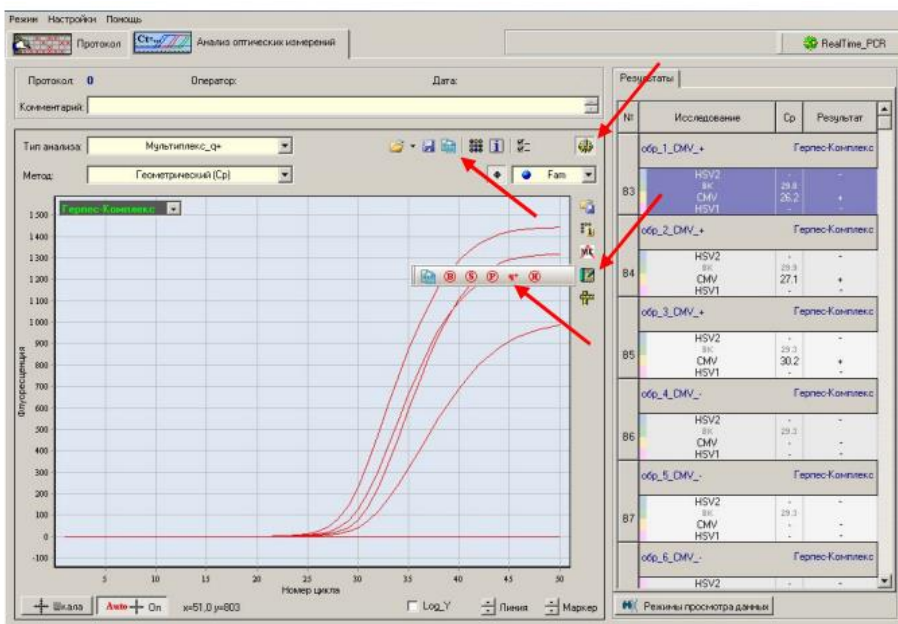 Режим Настройки Помощь
Протокол
Анализ оптических измерений
RealTime_PCR
Протокол: 0 Оператор: Дата:
Комментарий:
Тип анализа: Мультиплекс_q+
Метод: Геометрический (Cp) Fam
Герпес-Комплекс
1 500
1 400
1 300
1 200
1 100
1 000
900
800
700
600
500
400
300
200
100
0
-100
Флуоресценция
5 10 15 20 25 30 35 40 45 50
Номер цикла
Шкала Auto On x=51,0 y=803 Log_Y Линия Маркер
Результаты
№ Исследование Cp Результат
обр_1_CMV_+ Герпес-Комплекс
HSV2 - -
B3 ВК 29.8
CMV 26.2 +
HSV1 - -
обр_2_CMV_+ Герпес-Комплекс
HSV2 - -
B4 ВК 29.9
CMV 27.1 +
HSV1 - -
обр_3_CMV_+ Герпес-Комплекс
HSV2 - -
B5 ВК 29.3
CMV 30.2 +
HSV1 - -
обр_4_CMV_- Герпес-Комплекс
HSV2 - -
B6 ВК 29.3
CMV - -
HSV1 - -
обр_5_CMV_- Герпес-Комплекс
HSV2 - -
B7 ВК 29.3
CMV - -
HSV1 - -
обр_6_CMV_- Герпес-Комплекс
HSV2 - -
Режимы просмотра данных